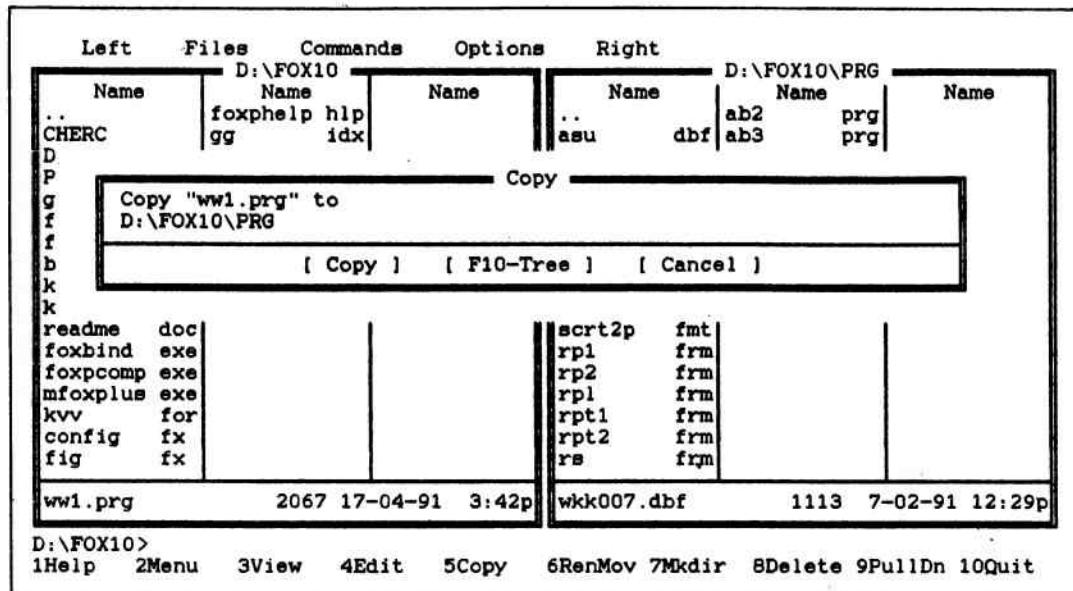 Left Files Commands Options Right
D:\FOX10 D:\FOX10\PRG
Name Name Name Name Name Name
.. foxphelp hlp .. ab2 prg
CHERC gg idx asu dbf ab3 prg
D
P
g
f
f
b
k
k
Copy
Copy "ww1.prg" to
D:\FOX10\PRG
[ Copy ] [ F10-Tree ] [ Cancel ]
readme doc scrt2p fmt
foxbind exe rp1 frm
foxpcomp exe rp2 frm
mfoxplus exe rpl frm
kvv for rpt1 frm
config fx rpt2 frm
fig fx rs frm
ww1.prg 2067 17-04-91 3:42p wkk007.dbf 1113 7-02-91 12:29p
D:\FOX10>
1Help 2Menu 3View 4Edit 5Copy 6RenMov 7Mkdir 8Delete 9PullDn 10Quit